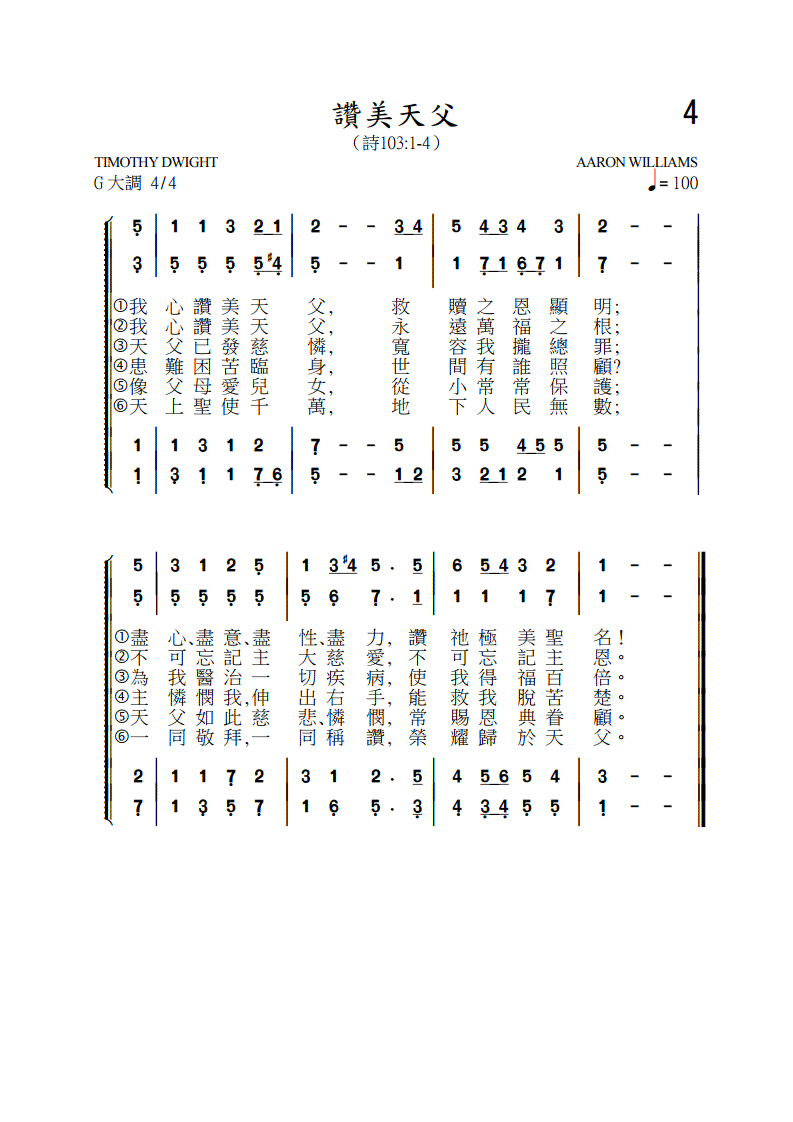 讚美天父
4
（詩103:1-4）
TIMOTHY DWIGHT
AARON WILLIAMS
G 大調 4/4
= 100
5 | 1 1 3 2 1 | 2 - - 3 4 | 5 4 3 4 3 | 2 - -
3 | 5 5 5 5 #4 | 5 - - 1 | 1 7 1 6 7 1 | 7 - -
①我 心 讚 美 天 父, 救 贖 之 恩 顯 明;
②我 心 讚 美 天 父, 永 遠 萬 福 之 根;
③天 父 已 發 慈 憐, 寬 容 我 攏 總 罪;
④患 難 困 苦 臨 身, 世 間 有 誰 照 顧?
⑤像 父 母 愛 兒 女, 從 小 常 常 保 護;
⑥天 上 聖 使 千 萬, 地 下 人 民 無 數;
1 | 1 3 1 2 | 7 - - 5 | 5 5 4 5 5 | 5 - -
1 | 3 1 1 7 6 | 5 - - 1 2 | 3 2 1 2 1 | 5 - -
5 | 3 1 2 5 | 1 3 #4 5 . 5 | 6 5 4 3 2 | 1 - -
5 | 5 5 5 5 | 5 6 7 . 1 | 1 1 1 7 | 1 - -
①盡 心、盡 意、盡 性、盡 力, 讚 祂 極 美 聖 名!
②不 可 忘 記 主 大 慈 愛, 不 可 忘 記 主 恩。
③為 我 醫 治 一 切 疾 病, 使 我 得 福 百 倍。
④主 憐 憫 我, 伸 出 右 手, 能 救 我 脫 苦 楚。
⑤天 父 如 此 慈 悲、憐 憫, 常 賜 恩 典 眷 顧。
⑥一 同 敬 拜, 一 同 稱 讚, 榮 耀 歸 於 天 父。
2 | 1 1 7 2 | 3 1 2 . 5 | 4 5 6 5 4 | 3 - -
7 | 1 3 5 7 | 1 6 5 . 3 | 4 3 4 5 5 | 1 - -